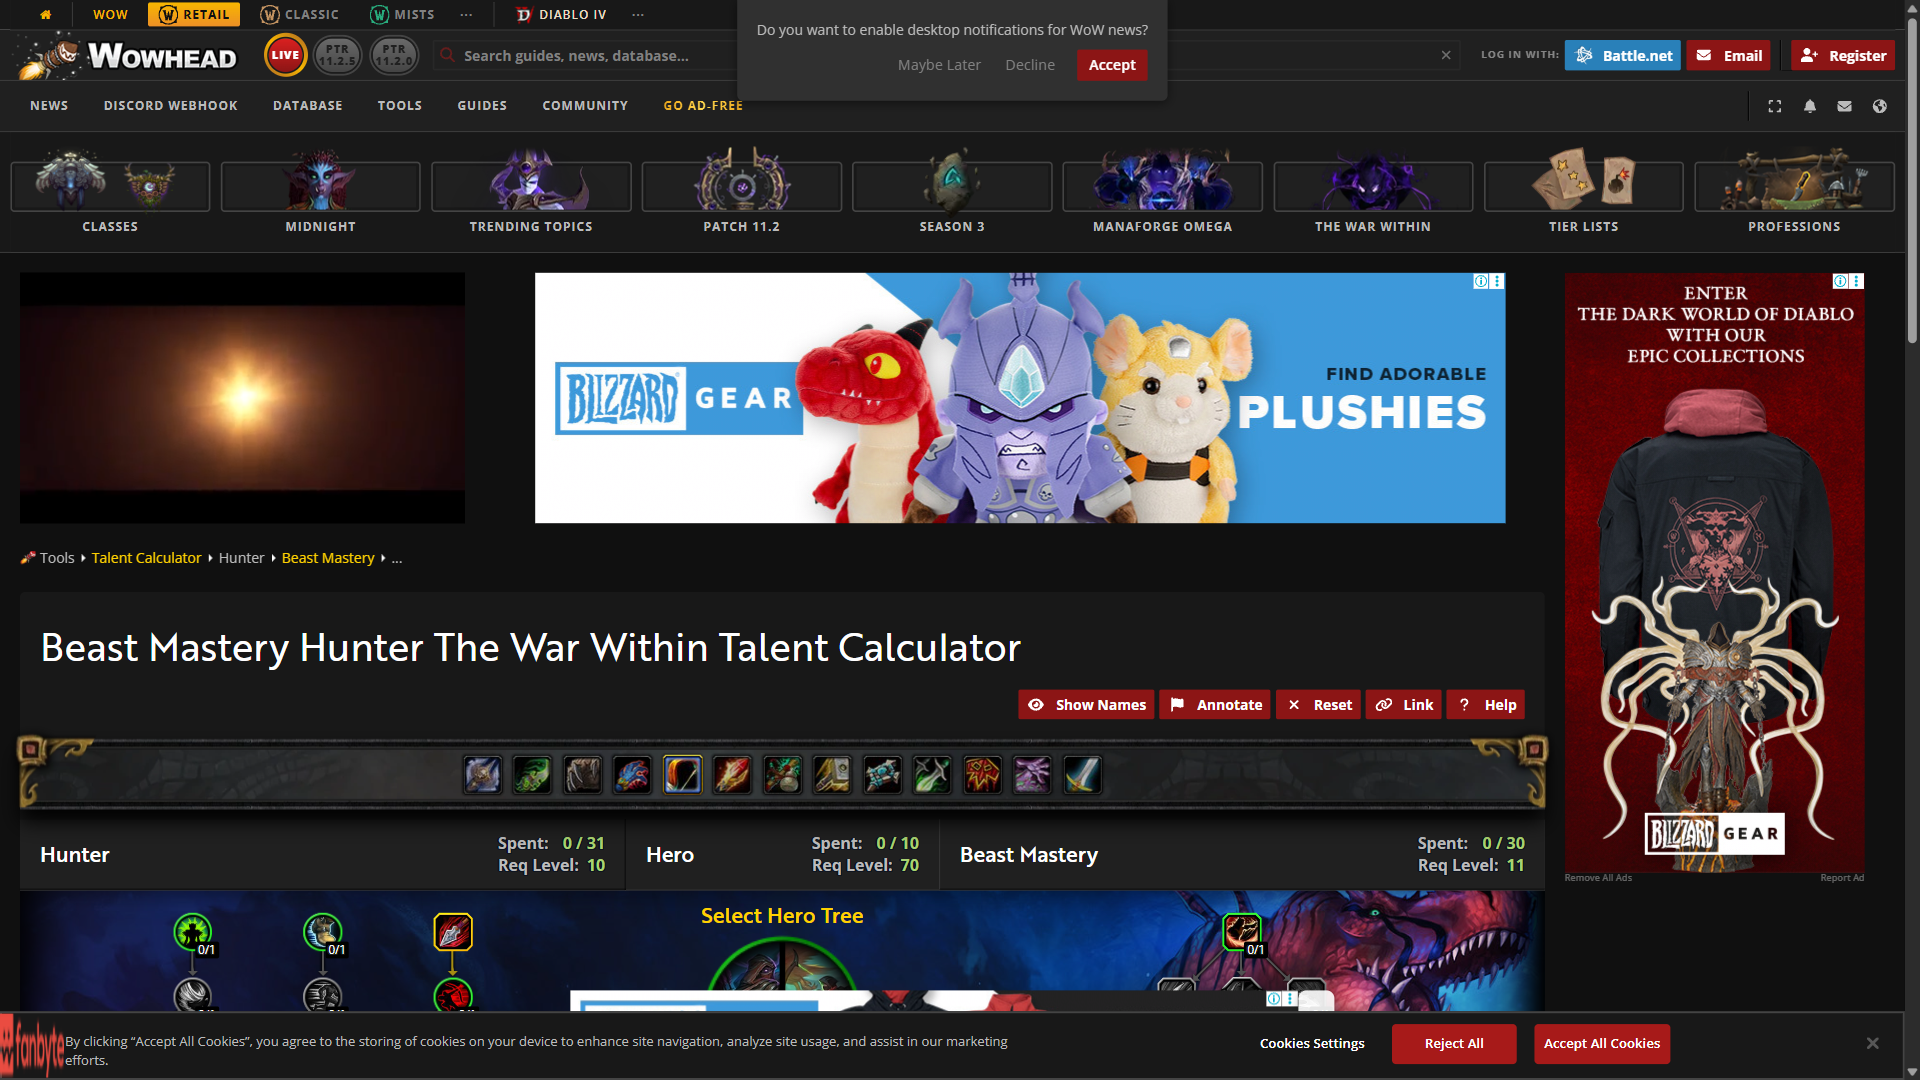 WOW
RETAIL
CLASSIC
MISTS
DIABLO IV
Do you want to enable desktop notifications for WoW news?
Maybe Later
Decline
Accept
WOWHEAD
LIVE
PTR
11.2.5
PTR
11.2.0
Search guides, news, database...
LOG IN WITH:
Battle.net
Email
Register
NEWS
DISCORD WEBHOOK
DATABASE
TOOLS
GUIDES
COMMUNITY
GO AD-FREE
CLASSES
MIDNIGHT
TRENDING TOPICS
PATCH 11.2
SEASON 3
MANAFORGE OMEGA
THE WAR WITHIN
TIER LISTS
PROFESSIONS
BLIZZARD GEAR
FIND ADORABLE
PLUSHIES
ENTER
THE DARK WORLD OF DIABLO
WITH OUR
EPIC COLLECTIONS
BLIZZARD GEAR
Remove All Ads
Report Ad
Tools
Talent Calculator
Hunter
Beast Mastery
...
Beast Mastery Hunter The War Within Talent Calculator
Show Names
Annotate
Reset
Link
? Help
Hunter
Spent: 0 / 31
Req Level: 10
Hero
Spent: 0 / 10
Req Level: 70
Beast Mastery
Spent: 0 / 30
Req Level: 11
Select Hero Tree
0/1
0/1
0/1
fanbyte
By clicking “Accept All Cookies”, you agree to the storing of cookies on your device to enhance site navigation, analyze site usage, and assist in our marketing
efforts.
Cookies Settings
Reject All
Accept All Cookies